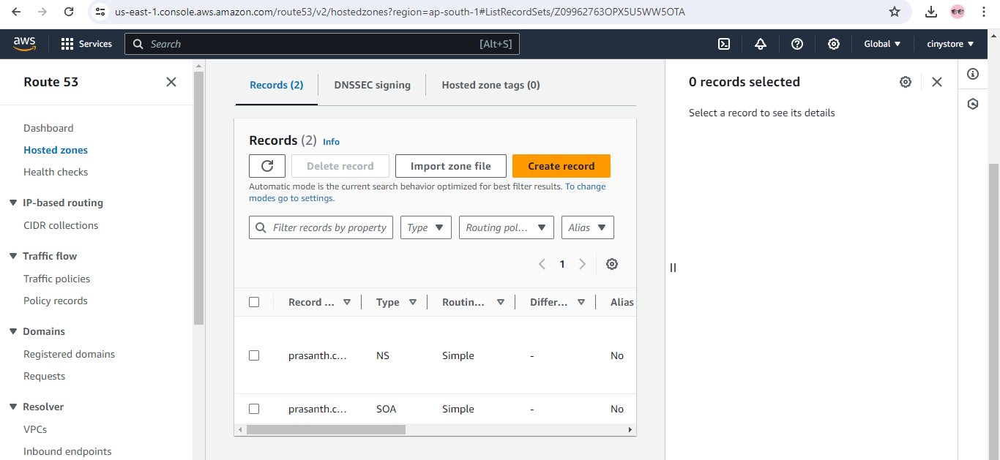 us-east-1.console.aws.amazon.com/route53/v2/hostedzones?region=ap-south-1#ListRecordSets/Z09962763OPX5U5WW5OTA
aws
Services
Search
[Alt+S]
Global
cinystore
Route 53
Dashboard
Hosted zones
Health checks
IP-based routing
CIDR collections
Traffic flow
Traffic policies
Policy records
Domains
Registered domains
Requests
Resolver
VPCs
Inbound endpoints
Records (2)
DNSSEC signing
Hosted zone tags (0)
Records (2) Info
Delete record
Import zone file
Create record
Automatic mode is the current search behavior optimized for best filter results. To change
modes go to settings.
Filter records by property
Type
Routing pol...
Alias
1
Record ... Type Routin... Differ... Alias
prasanth.c... NS Simple - No
prasanth.c... SOA Simple - No
0 records selected
Select a record to see its details